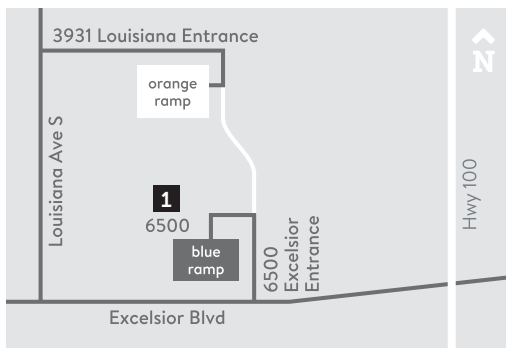 3931 Louisiana Entrance
N
orange
ramp
Louisiana Ave S
Hwy 100
1
6500
blue
ramp
6500
Excelsior
Entrance
Excelsior Blvd